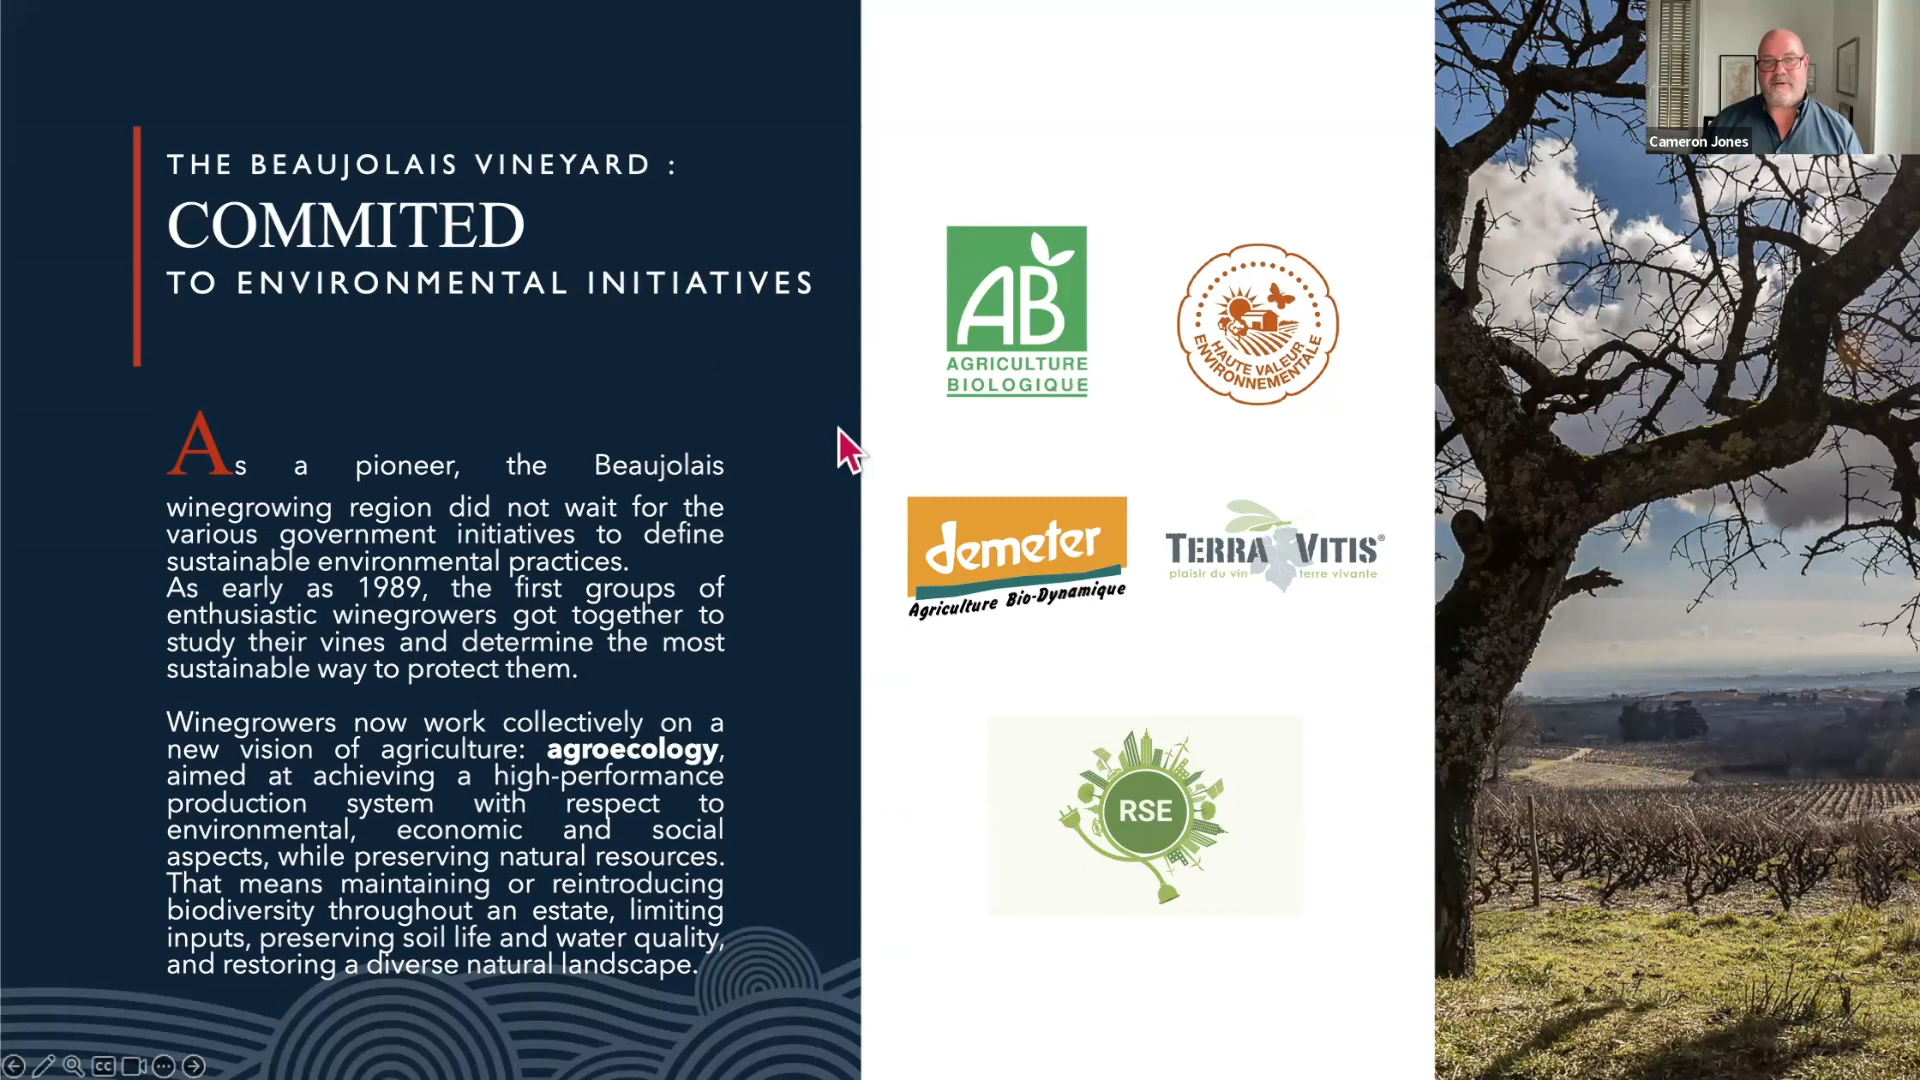 THE BEAUJOLAIS VINEYARD :
COMMITED
TO ENVIRONMENTAL INITIATIVES
As a pioneer, the Beaujolais
winegrowing region did not wait for the
various government initiatives to define
sustainable environmental practices.
As early as 1989, the first groups of
enthusiastic winegrowers got together to
study their vines and determine the most
sustainable way to protect them.
Winegrowers now work collectively on a
new vision of agriculture: agroecology,
aimed at achieving a high-performance
production system with respect to
environmental, economic and social
aspects, while preserving natural resources.
That means maintaining or reintroducing
biodiversity throughout an estate, limiting
inputs, preserving soil life and water quality,
and restoring a diverse natural landscape.
CC
AB
AGRICULTURE
BIOLOGIQUE
HAUTE VALEUR
ENVIRONNEMENTALE
demeter
Agriculture Bio-Dynamique
TERRA VITIS®
plaisir du vin terre vivante
RSE
Cameron Jones